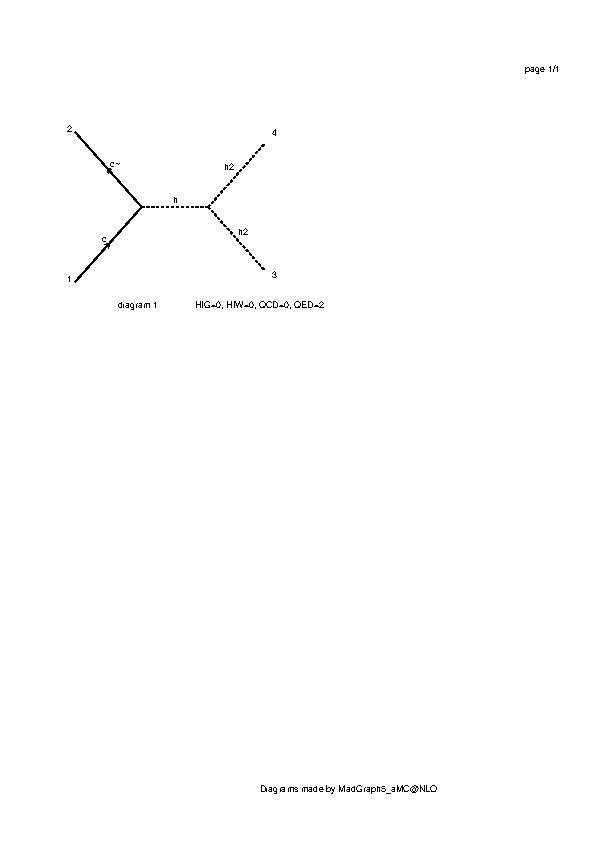 page 1/1
2
4
c~
h2
h
c
h2
1
3
diagram 1 HIG=0, HIW=0, QCD=0, QED=2
Diagrams made by MadGraph5_aMC@NLO